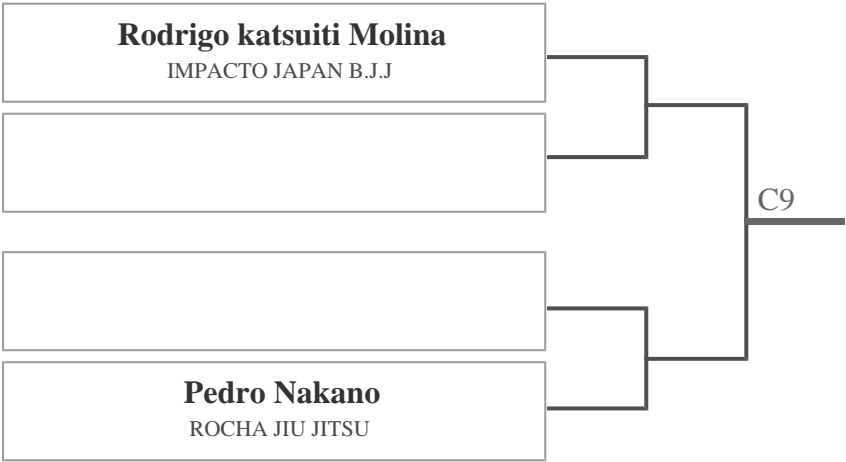 Rodrigo katsuiti Molina
IMPACTO JAPAN B.J.J
C9
Pedro Nakano
ROCHA JIU JITSU